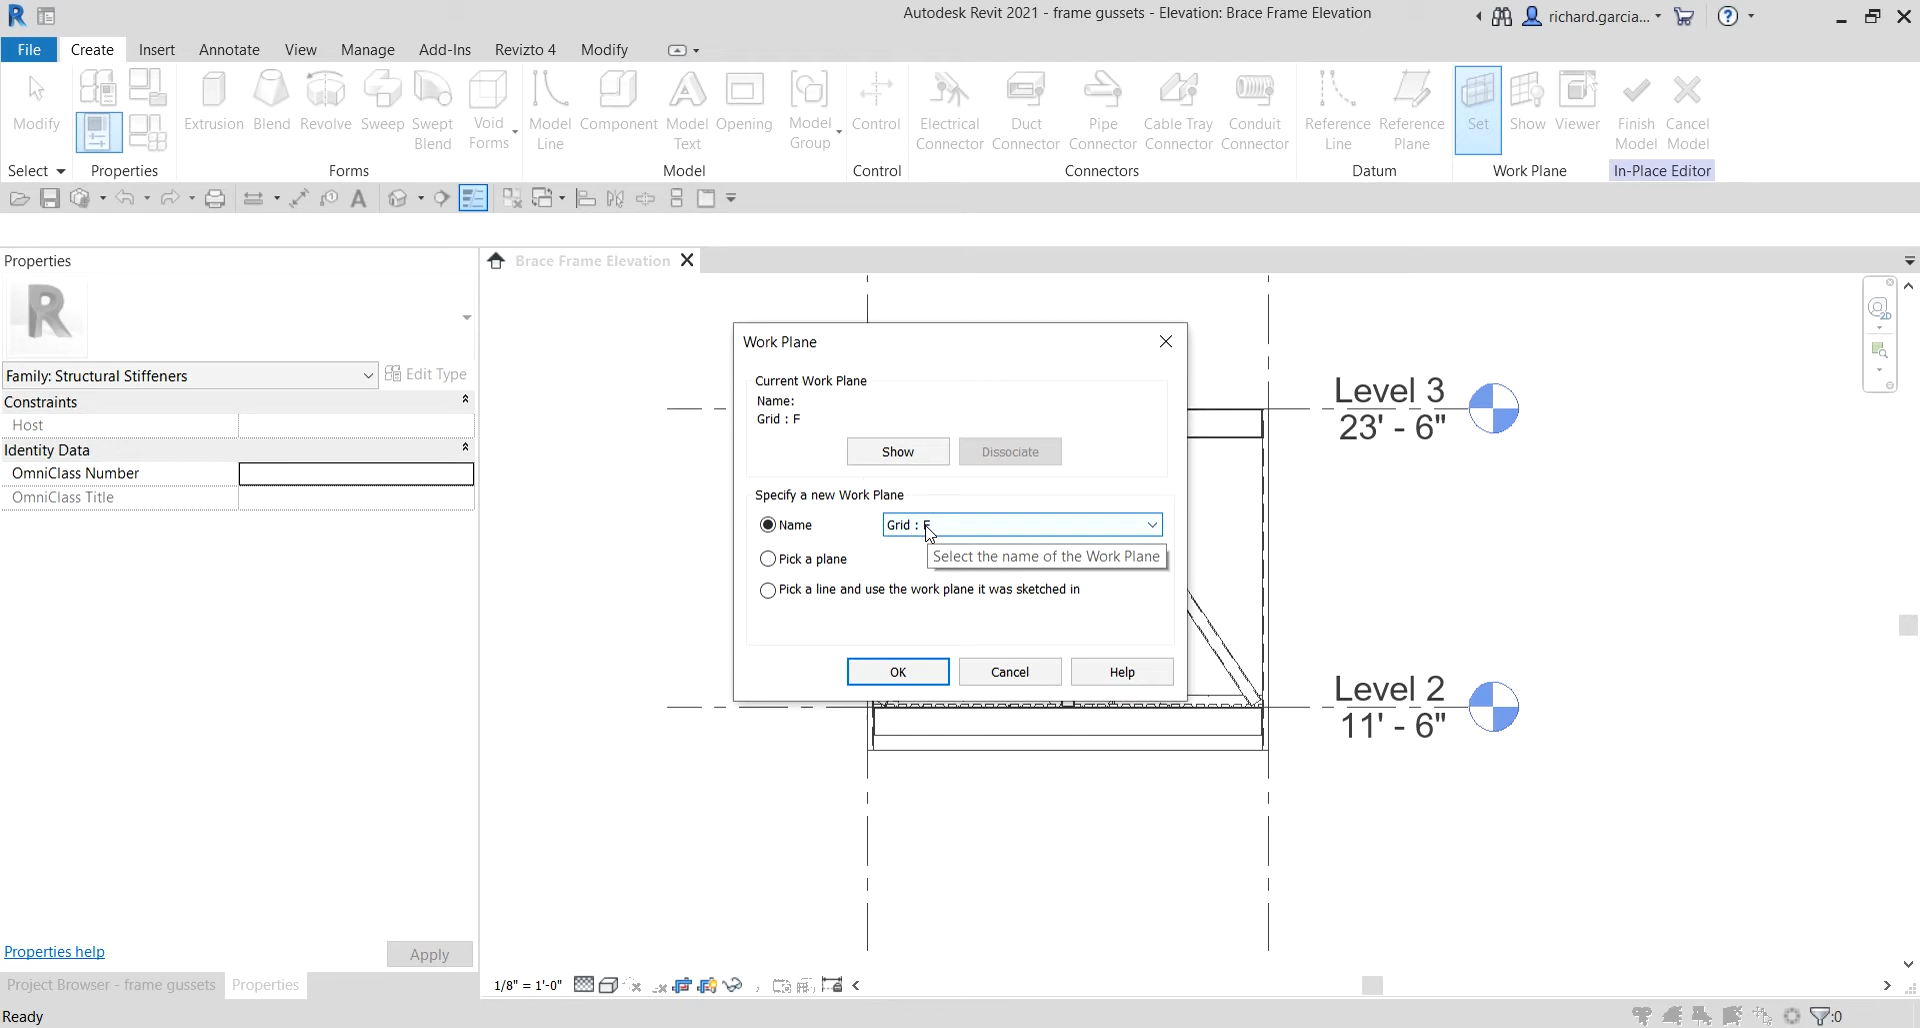 Autodesk Revit 2021 - frame gussets - Elevation: Brace Frame Elevation
richard.garcia...
File Create Insert Annotate View Manage Add-Ins Revizto 4 Modify
Modify
Extrusion Blend Revolve Sweep Swept Blend Void Forms
Model Line Component Model Text Opening Model Group
Control
Electrical Connector Duct Connector Pipe Connector Cable Tray Connector Conduit Connector
Reference Line Reference Plane
Set Show Viewer
Finish Model Cancel Model
Select Properties Forms Model Control Connectors Datum Work Plane In-Place Editor
Properties
Brace Frame Elevation
R
Family: Structural Stiffeners
Edit Type
Constraints
Host
Identity Data
OmniClass Number
OmniClass Title
Work Plane
Current Work Plane
Name:
Grid : F
Show Dissociate
Specify a new Work Plane
Name Grid : F
Select the name of the Work Plane
Pick a plane
Pick a line and use the work plane it was sketched in
OK Cancel Help
Level 3
23' - 6"
Level 2
11' - 6"
2D
Properties help
Apply
Project Browser - frame gussets Properties
1/8" = 1'-0"
Ready
:0